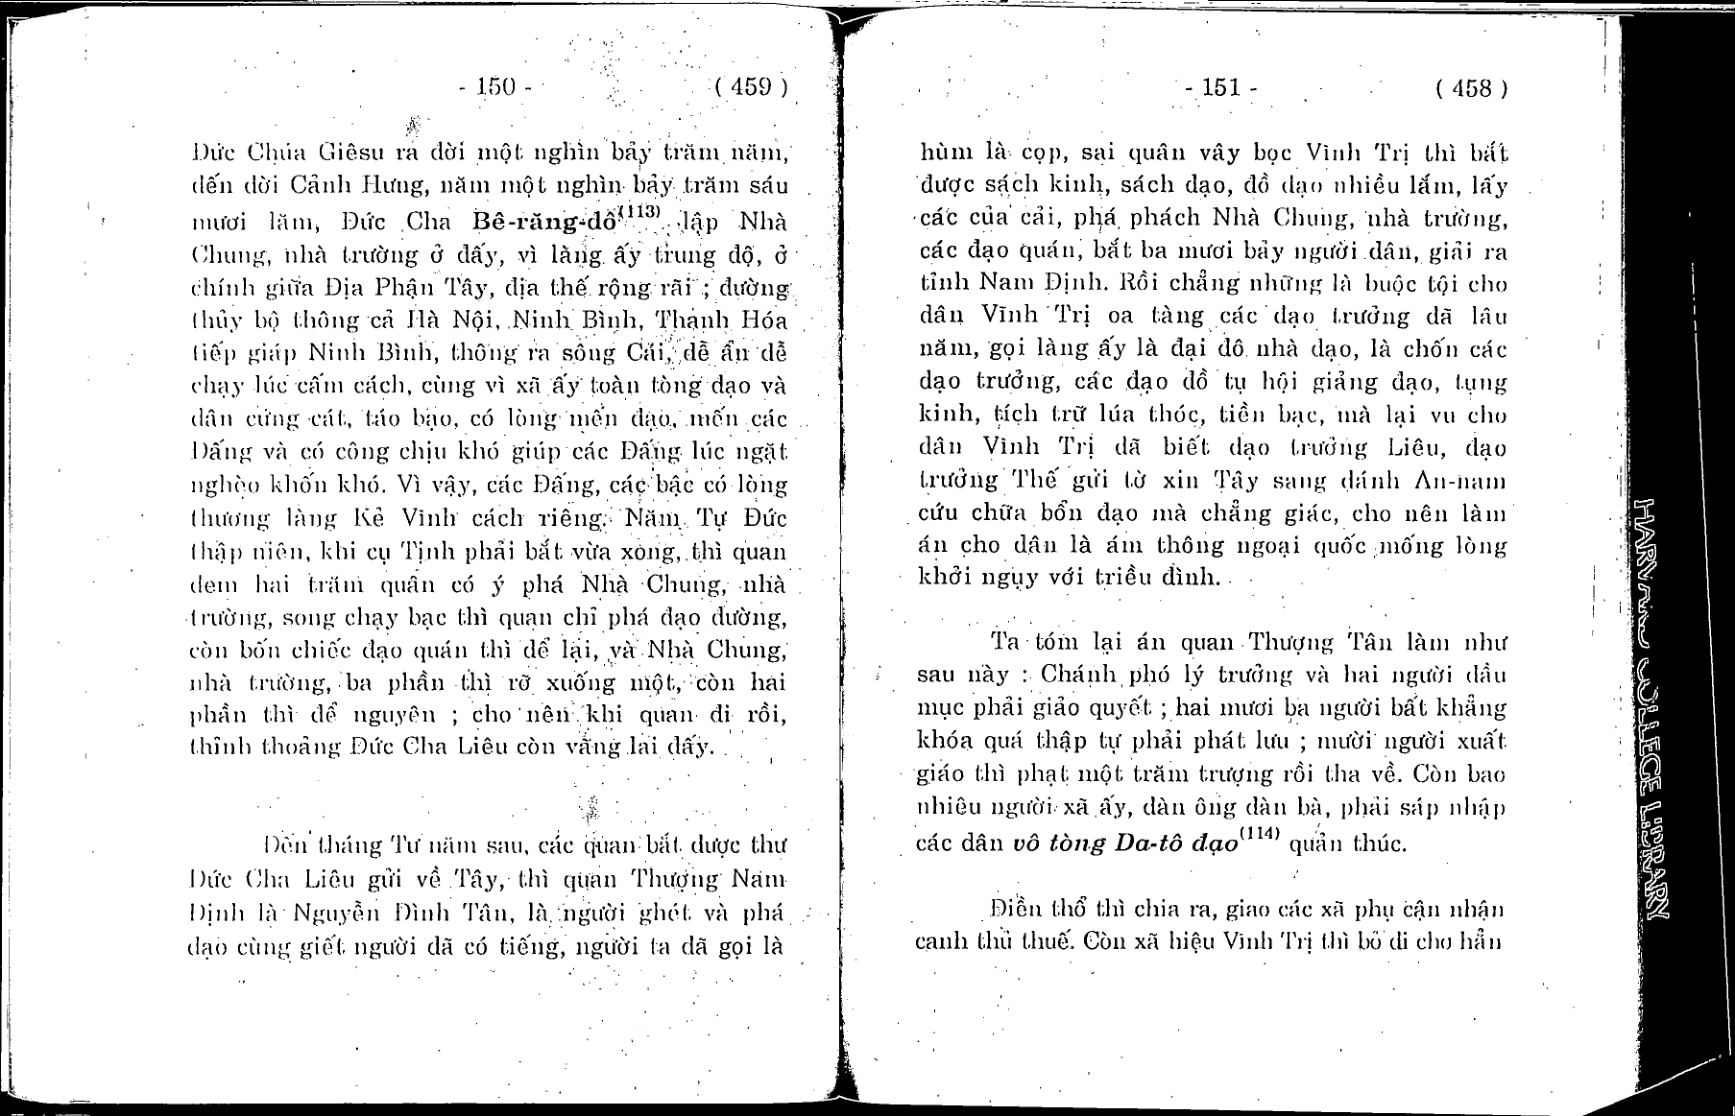 - 150 - ( 459 )
Đức Chúa Giêsu ra đời một nghìn bảy trăm năm,
đến đời Cảnh Hưng, năm một nghìn bảy trăm sáu
mươi lăm, Đức Cha Bê-răng-đô(113) lập Nhà
Chung, nhà trường ở đấy, vì làng ấy trung độ, ở
chính giữa Địa Phận Tây, địa thế rộng rãi ; đường
thủy bộ thông cả Hà Nội, Ninh Bình, Thanh Hóa
tiếp giáp Ninh Bình, thông ra sông Cái, dễ ẩn dễ
chạy lúc cấm cách, cùng vì xã ấy toàn tòng đạo và
dân cứng cát, táo bạo, có lòng mến đạo, mến các
Đấng và có công chịu khó giúp các Đấng lúc ngặt
nghèo khốn khó. Vì vậy, các Đấng, các bậc có lòng
thương làng Kẻ Vĩnh cách riêng. Năm Tự Đức
thập niên, khi cụ Tịnh phải bắt vừa xong, thì quan
đem hai trăm quân có ý phá Nhà Chung, nhà
trường, song chạy bạc thì quan chỉ phá đạo đường,
còn bốn chiếc đạo quán thì để lại, và Nhà Chung,
nhà trường, ba phần thì rỡ xuống một, còn hai
phần thì để nguyên ; cho nên khi quan đi rồi,
thỉnh thoảng Đức Cha Liêu còn vãng lai đấy.
Đến tháng Tư năm sau, các quan bắt được thư
Đức Cha Liêu gửi về Tây, thì quan Thượng Nam
Định là Nguyễn Đình Tân, là người ghét và phá
đạo cùng giết người đã có tiếng, người ta đã gọi là
- 151 - ( 458 )
hùm là cọp, sai quân vây bọc Vĩnh Trị thì bắt
được sách kinh, sách đạo, đồ đạo nhiều lắm, lấy
các của cải, phá phách Nhà Chung, nhà trường,
các đạo quán, bắt ba mươi bảy người dân, giải ra
tỉnh Nam Định. Rồi chẳng những là buộc tội cho
dân Vĩnh Trị oa tàng các đạo trưởng đã lâu
năm, gọi làng ấy là đại đô nhà đạo, là chốn các
đạo trưởng, các đạo đồ tụ hội giảng đạo, tụng
kinh, tích trữ lúa thóc, tiền bạc, mà lại vu cho
dân Vĩnh Trị đã biết đạo trưởng Liêu, đạo
trưởng Thế gửi tờ xin Tây sang đánh An-nam
cứu chữa bổn đạo mà chẳng giác, cho nên làm
án cho dân là ám thông ngoại quốc mống lòng
khởi ngụy với triều đình.
Ta tóm lại án quan Thượng Tân làm như
sau này : Chánh phó lý trưởng và hai người đầu
mục phải giảo quyết ; hai mươi ba người bất khẳng
khóa quá thập tự phải phát lưu ; mười người xuất
giáo thì phạt một trăm trượng rồi tha về. Còn bao
nhiêu người xã ấy, đàn ông đàn bà, phải sáp nhập
các dân vô tòng Da-tô đạo(114) quản thúc.
Điền thổ thì chia ra, giao các xã phụ cận nhận
canh thủ thuế. Còn xã hiệu Vĩnh Trị thì bỏ đi cho hẳn
HARVARD COLLEGE LIBRARY